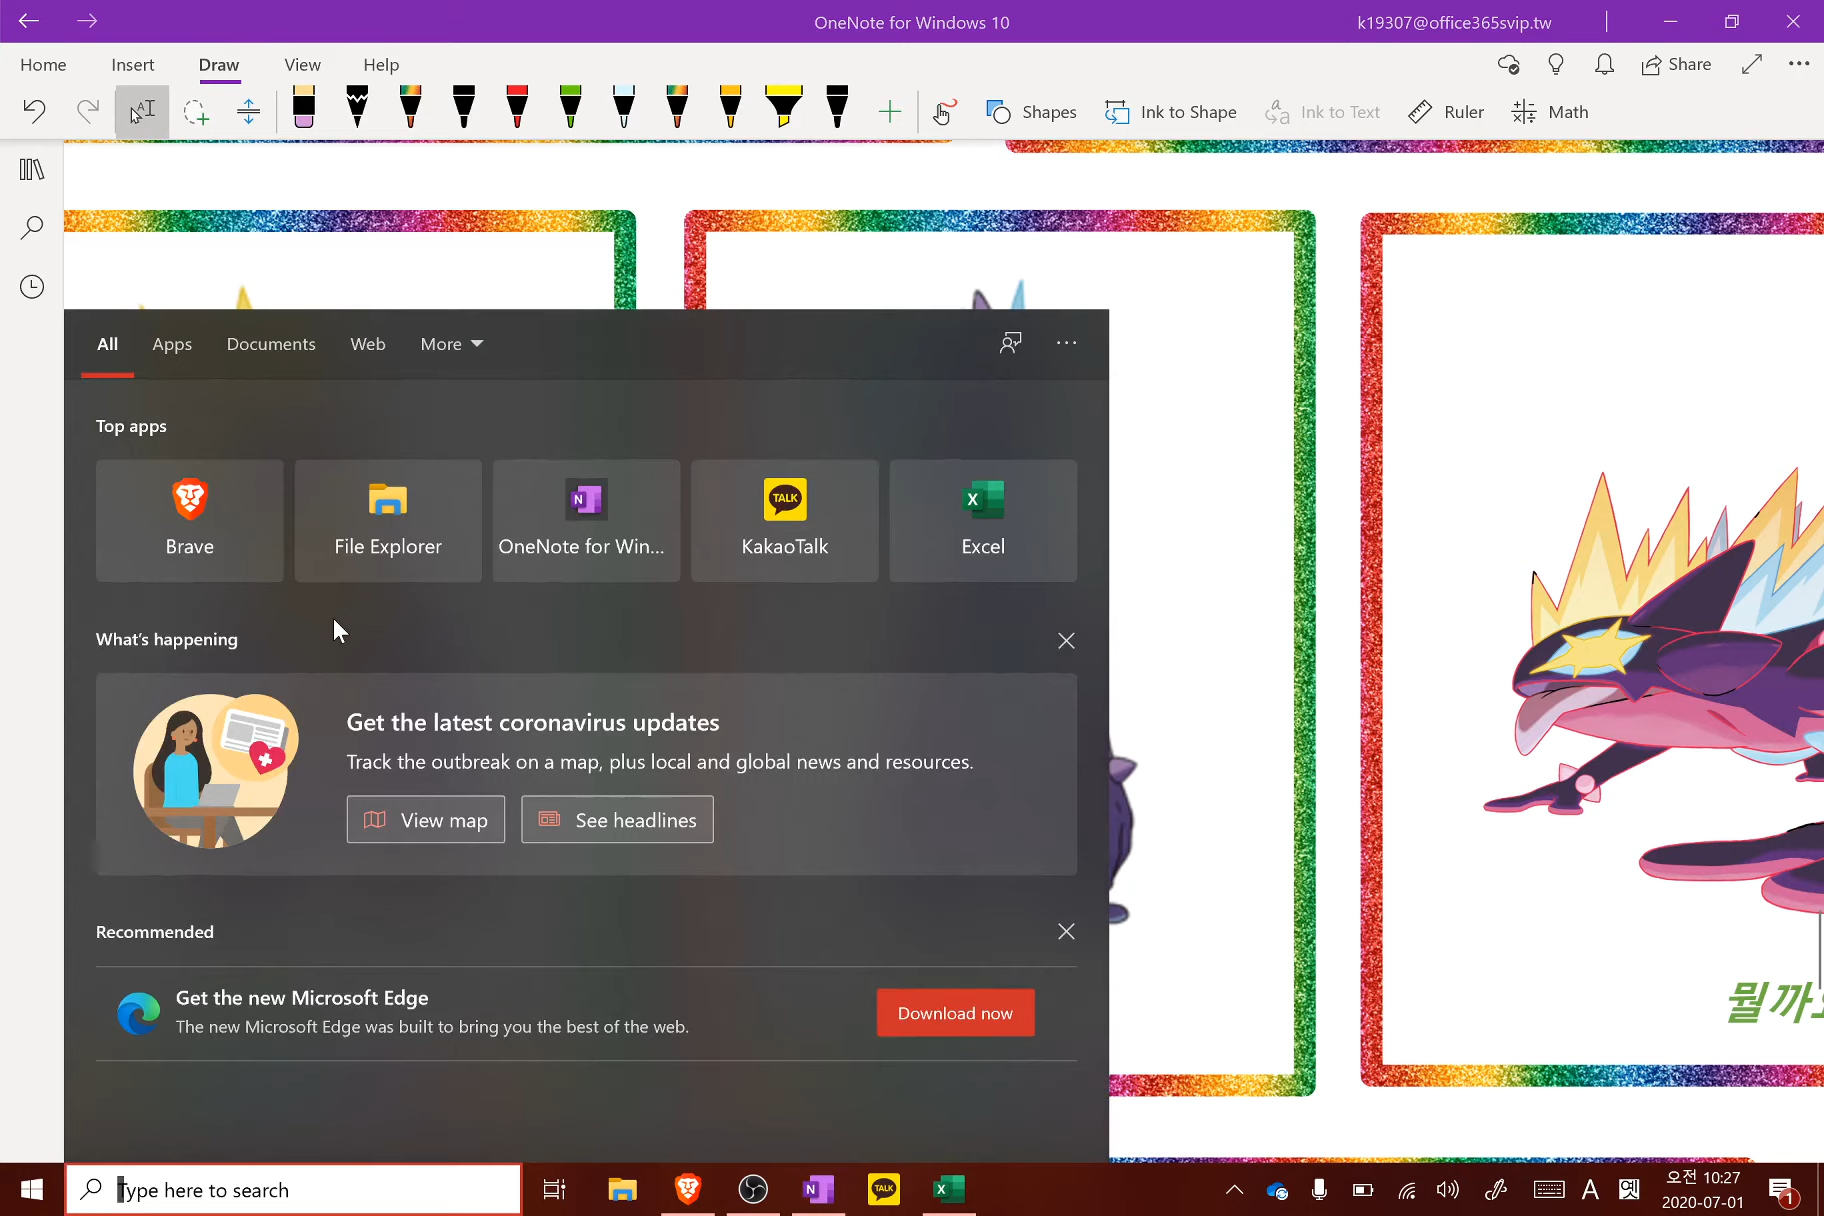 OneNote for Windows 10
k19307@office365svip.tw
Home
Insert
Draw
View
Help
Share
Shapes
Ink to Shape
Ink to Text
Ruler
Math
All
Apps
Documents
Web
More
Top apps
Brave
File Explorer
OneNote for Win...
KakaoTalk
Excel
What's happening
Get the latest coronavirus updates
Track the outbreak on a map, plus local and global news and resources.
View map
See headlines
Recommended
Get the new Microsoft Edge
The new Microsoft Edge was built to bring you the best of the web.
Download now
Type here to search
TALK
A
오전 10:27
2020-07-01
1